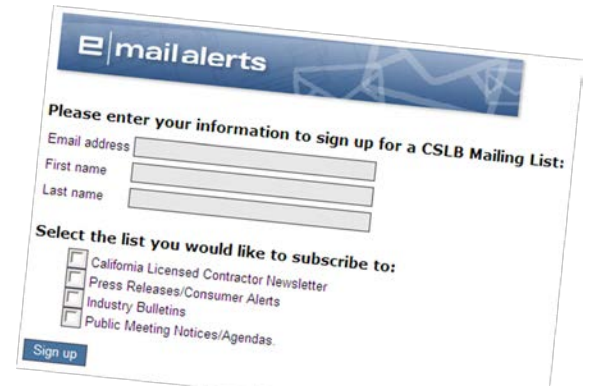 e|mailalerts
Please enter your information to sign up for a CSLB Mailing List:
Email address
First name
Last name
Select the list you would like to subscribe to:
California Licensed Contractor Newsletter
Press Releases/Consumer Alerts
Industry Bulletins
Public Meeting Notices/Agendas.
Sign up